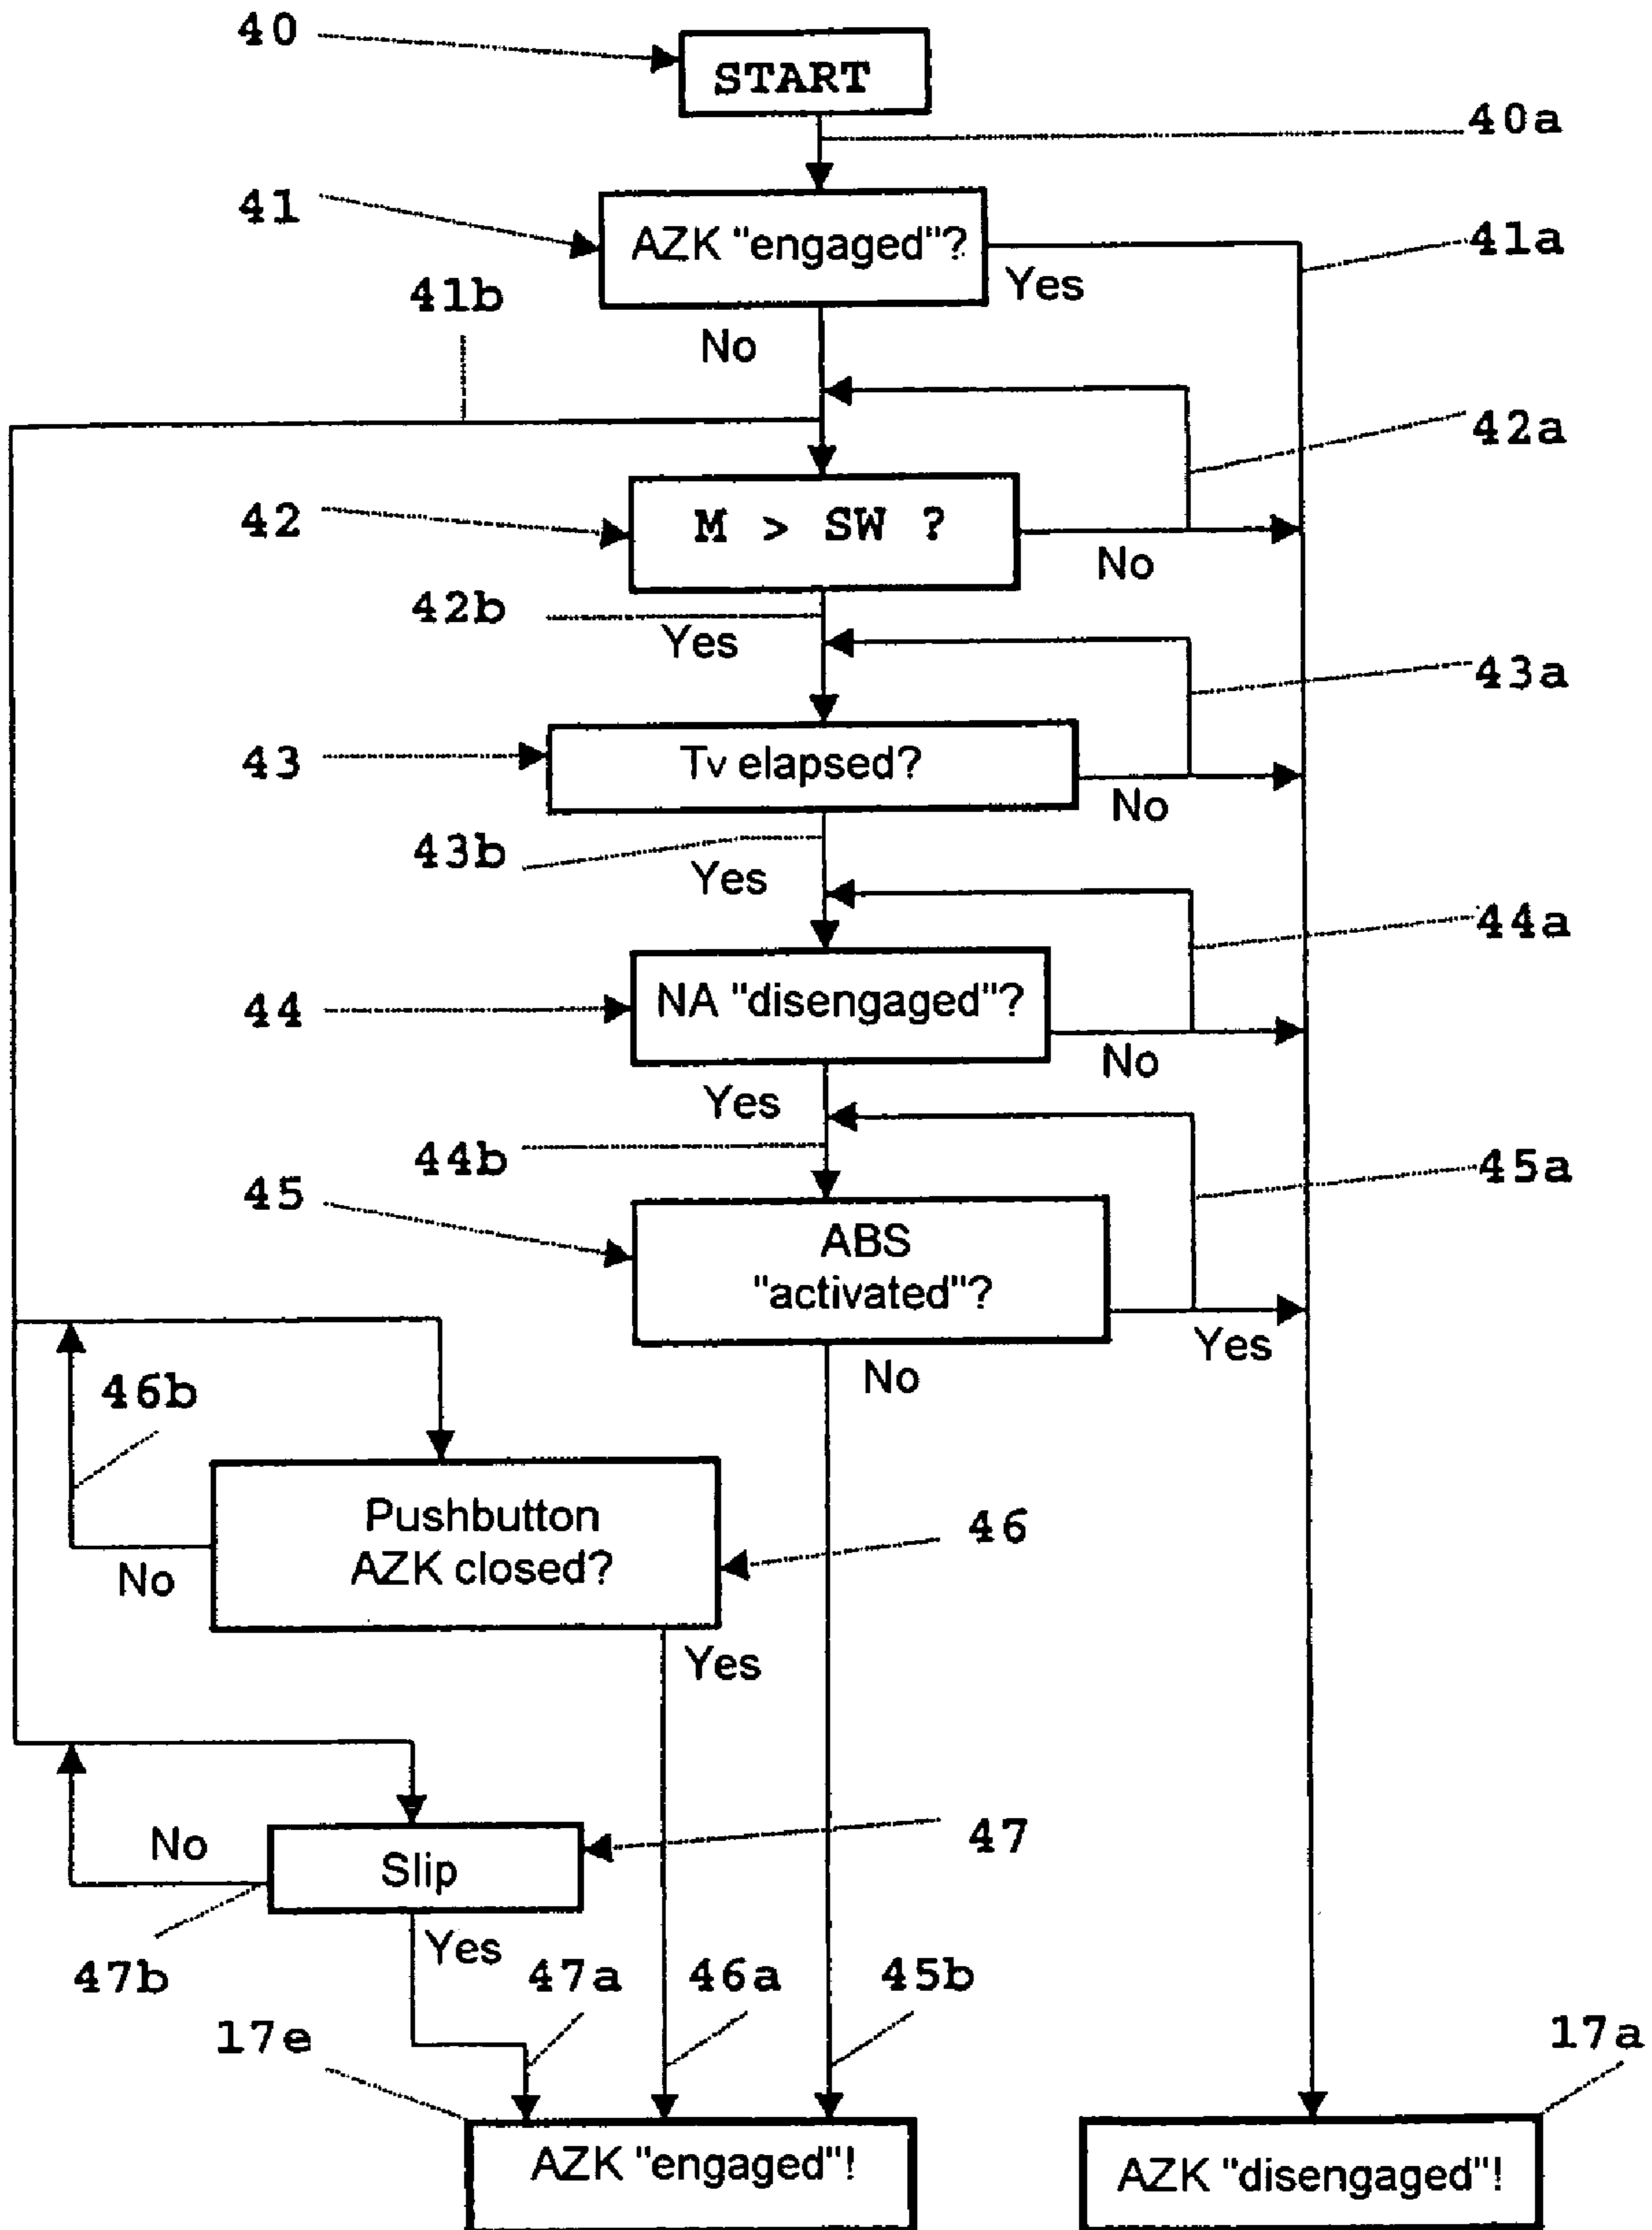 40
START
40a
41
AZK "engaged"?
41a
Yes
41b
No
42a
42
M > SW ?
No
42b
Yes
43a
43
Tv elapsed?
No
43b
Yes
44a
44
NA "disengaged"?
No
Yes
44b
45
45a
ABS
"activated"?
Yes
No
46b
Pushbutton
AZK closed?
46
No
Yes
47
No
Slip
Yes
47b
47a
46a
45b
17e
17a
AZK "engaged"!
AZK "disengaged"!